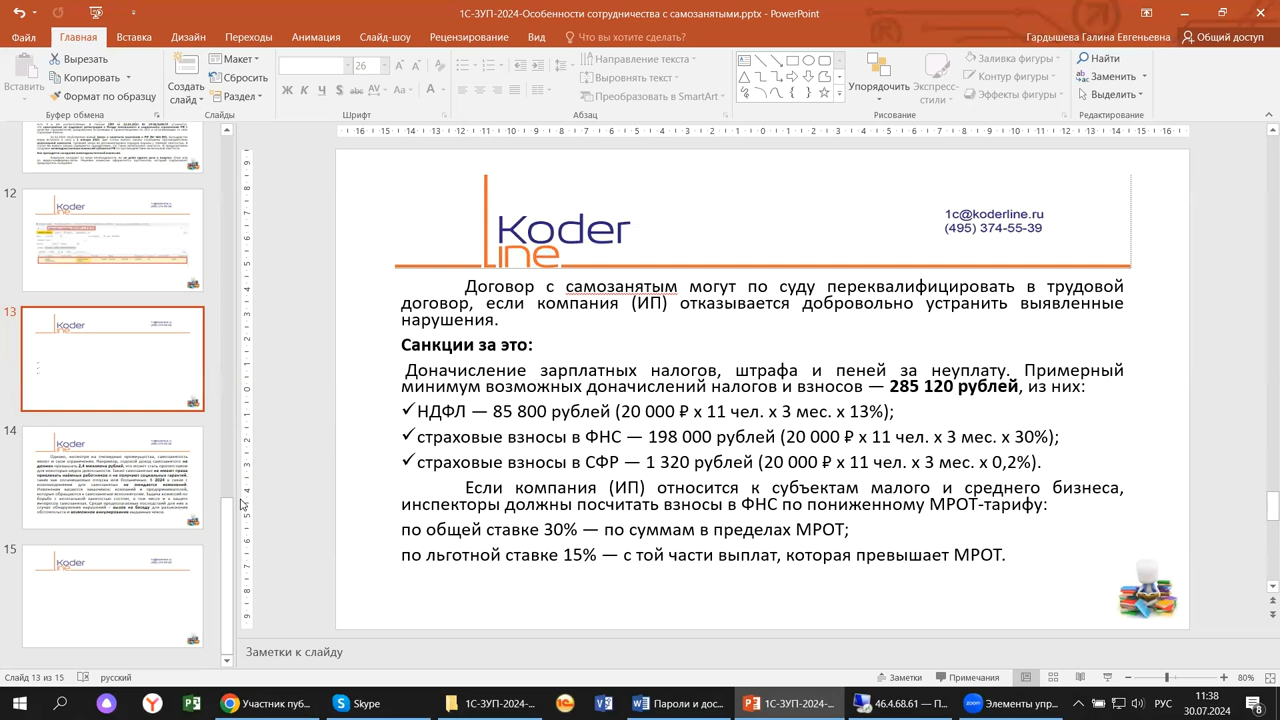 1С-ЗУП-2024-Особенности с самозанятыми.pptx - PowerPoint
Файл Главная Вставка Дизайн Переходы Анимация Слайд-шоу Рецензирование Вид Что вы хотите сделать? Гардышева Галина Евгеньевна Общий доступ
Вставить
Вырезать
Копировать
Формат по образцу
Буфер обмена
Создать слайд
Макет
Сбросить
Раздел
Слайды
26
Ж К Ч S abc AV Aa А
Шрифт
Направление текста
Выровнять текст
Преобразовать в SmartArt
Абзац
Упорядочить
Экспресс-стили
Заливка фигуры
Контур фигуры
Эффекты фигуры
Рисование
Найти
Заменить
Выделить
Редактирование
12
13
14
15
Koder
line
1c@koderline.ru
(495) 374-55-39
Договор с самозанятым могут по суду переквалифицировать в трудовой
договор, если компания (ИП) отказывается добровольно устранить выявленные
нарушения.
Санкции за это:
Доначисление зарплатных налогов, штрафа и пеней за неуплату. Примерный
минимум возможных доначислений налогов и взносов — 285 120 рублей, из них:
✓НДФЛ — 85 800 рублей (20 000 ₽ х 11 чел. х 3 мес. х 13%);
✓страховые взносы в ФНС — 198 000 рублей (20 000 ₽ х 11 чел. х 3 мес. х 30%);
✓страховые взносы в СФР — 1 320 рублей (20 000 ₽ х 11 чел. х 3 мес. х 0,2%).
Если компания (ИП) относится к субъектам малого и среднего бизнеса,
инспекторы должны посчитать взносы в ФНС по пониженному МРОТ-тарифу:
по общей ставке 30% — по суммам в пределах МРОТ;
по льготной ставке 15% — с той части выплат, которая превышает МРОТ.
Заметки к слайду
Слайд 13 из 15 русский Заметки Примечания 80%
Участник пуб... Skype 1С-ЗУП-2024-... Пароли и дос... 1С-ЗУП-2024-... 46.4.68.61 — П... Элементы упр... РУС 11:38
30.07.2024